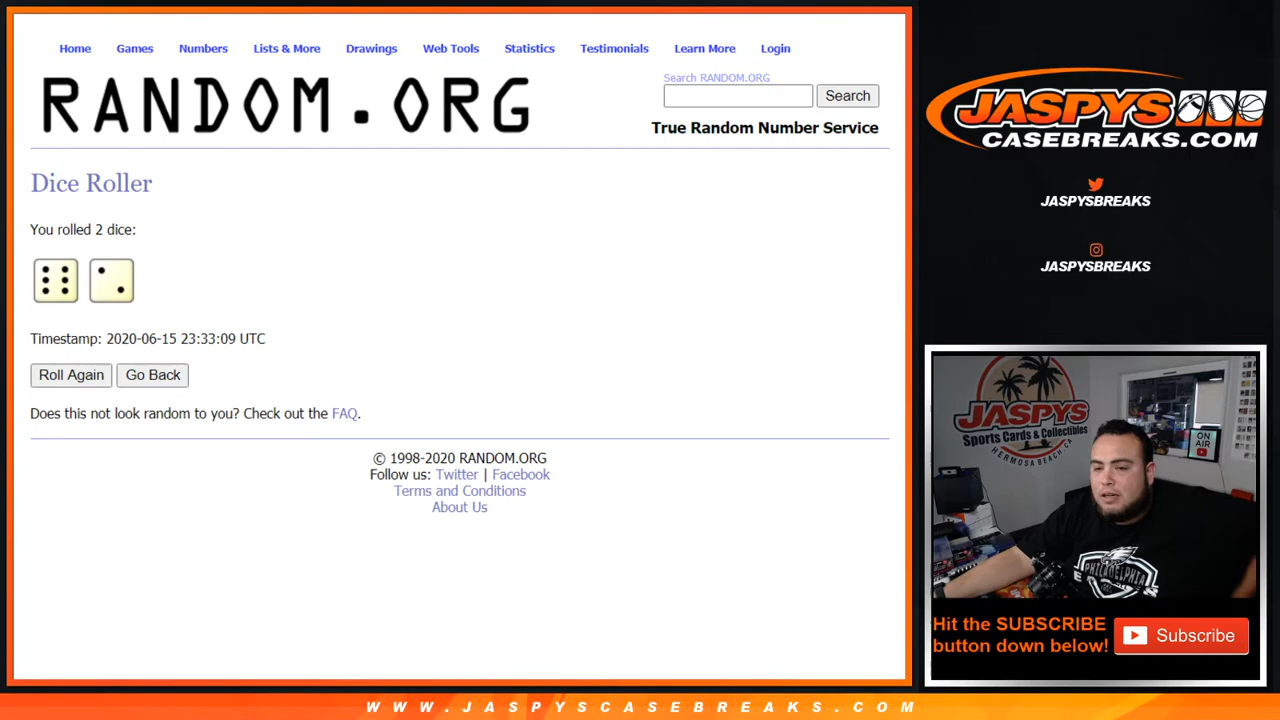 Home Games Numbers Lists & More Drawings Web Tools Statistics Testimonials Learn More Login
RANDOM.ORG
Search RANDOM.ORG
Search
True Random Number Service
Dice Roller
You rolled 2 dice:
Timestamp: 2020-06-15 23:33:09 UTC
Roll Again Go Back
Does this not look random to you? Check out the FAQ.
© 1998-2020 RANDOM.ORG
Follow us: Twitter | Facebook
Terms and Conditions
About Us
JASPYS
CASEBREAKS.COM
JASPYSBREAKS
JASPYSBREAKS
JASPYS
Sports Cards & Collectibles
HERMOSA BEACH, CA
ON
AIR
PHILADELPHIA
Hit the SUBSCRIBE
button down below!
Subscribe
WWW.JASPYSCASEBREAKS.COM